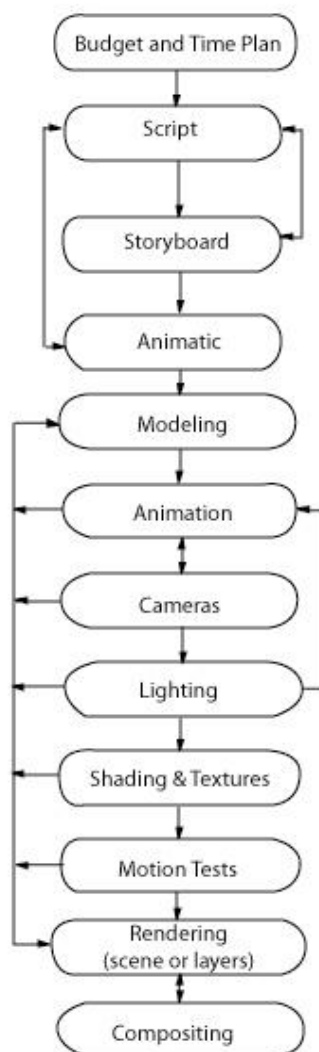 Budget and Time Plan
Script
Storyboard
Animatic
Modeling
Animation
Cameras
Lighting
Shading & Textures
Motion Tests
Rendering
(scene or layers)
Compositing